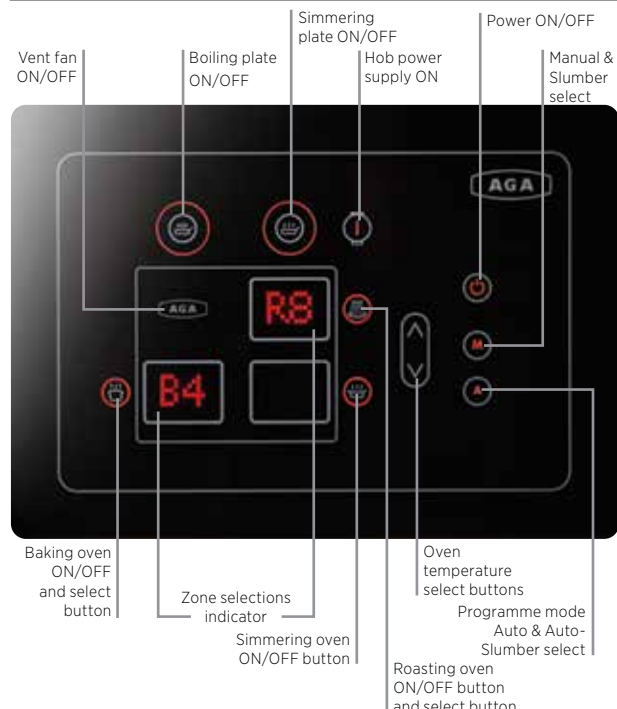 Simmering
plate ON/OFF
Power ON/OFF
Vent fan
ON/OFF
Boiling plate
ON/OFF
Hob power
supply ON
Manual &
Slumber
select
AGA
AGA
R8
M
B4
A
Baking oven
ON/OFF
and select
button
Zone selections
indicator
Simmering oven
ON/OFF button
Oven
temperature
select buttons
Programme mode
Auto & Auto-
Slumber select
Roasting oven
ON/OFF button
and select button